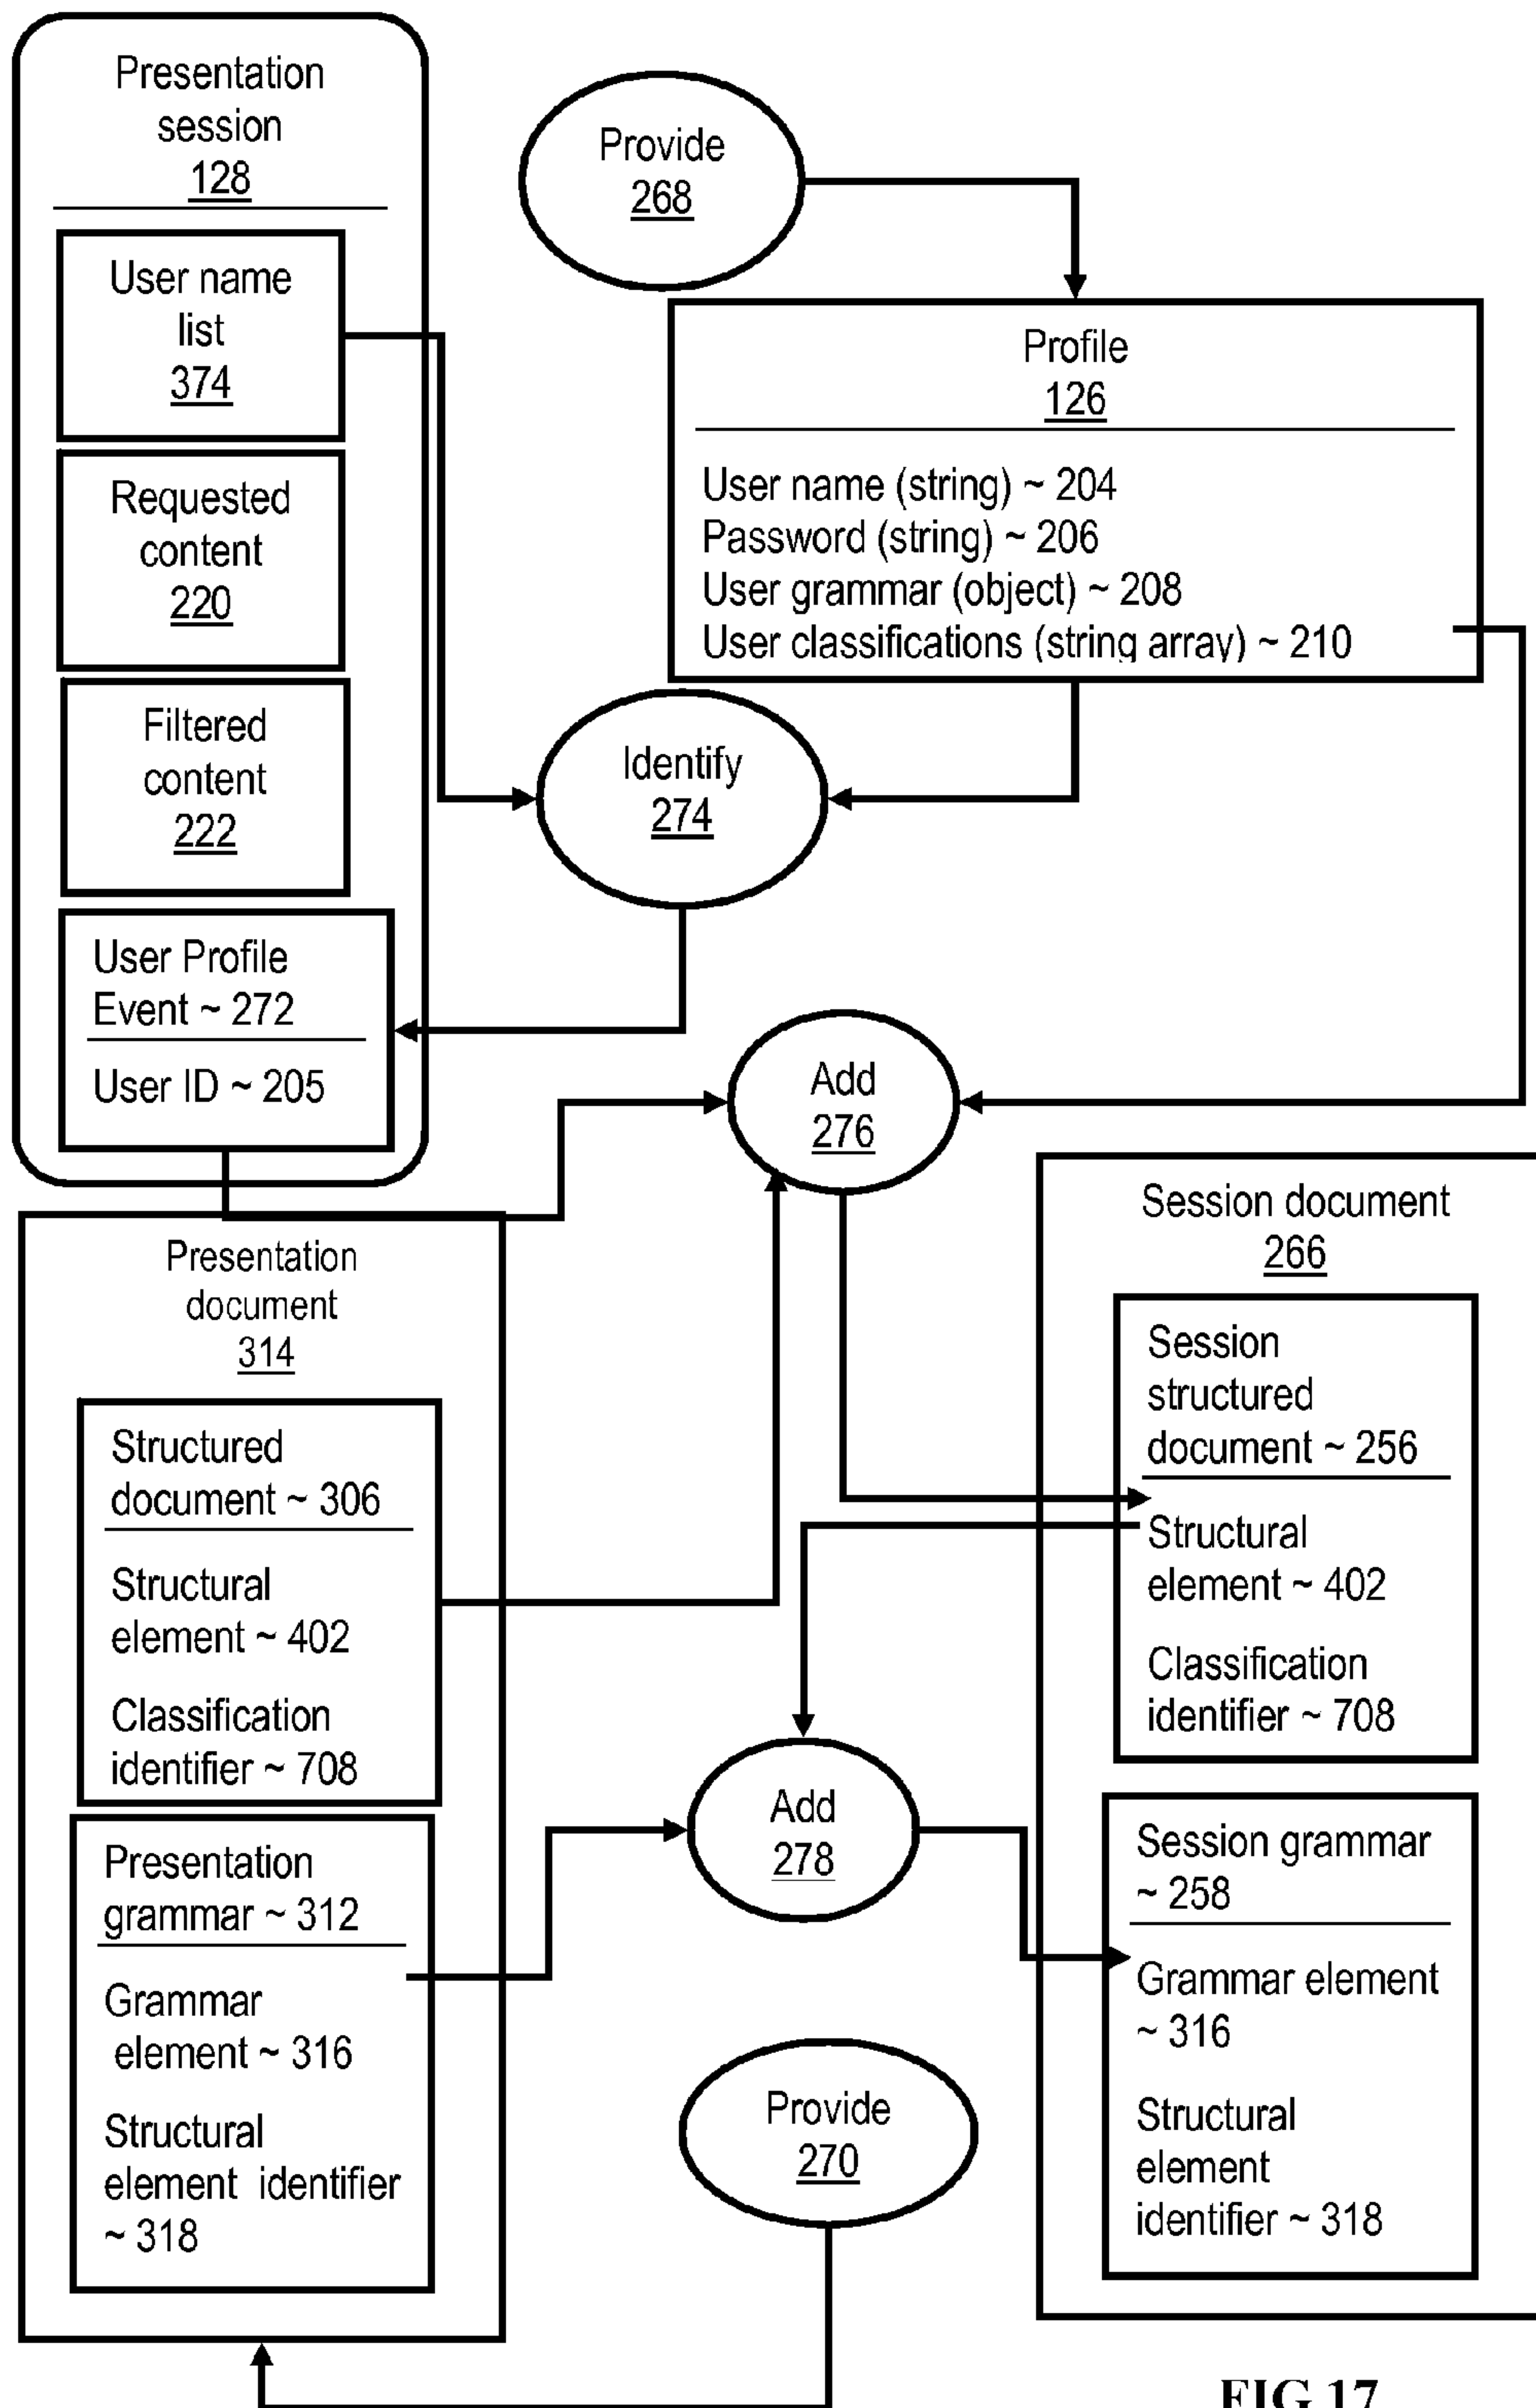 Presentation
session
128
User name
list
374
Requested
content
220
Filtered
content
222
User Profile
Event ~ 272
User ID ~ 205
Provide
268
Profile
126
User name (string) ~ 204
Password (string) ~ 206
User grammar (object) ~ 208
User classifications (string array) ~ 210
Identify
274
Add
276
Presentation
document
314
Structured
document ~ 306
Structural
element ~ 402
Classification
identifier ~ 708
Presentation
grammar ~ 312
Grammar
element ~ 316
Structural
element identifier
~ 318
Add
278
Provide
270
Session document
266
Session
structured
document ~ 256
Structural
element ~ 402
Classification
identifier ~ 708
Session grammar
~ 258
Grammar element
~ 316
Structural
element
identifier ~ 318
FIG 17